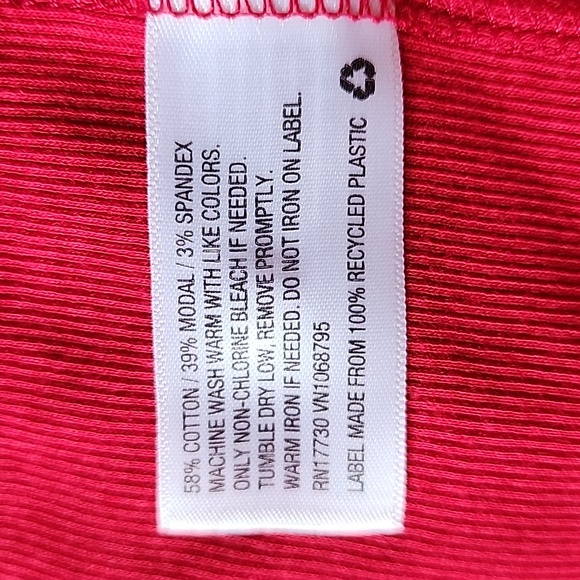 58% COTTON / 39% MODAL / 3% SPANDEX
MACHINE WASH WARM WITH LIKE COLORS.
ONLY NON-CHLORINE BLEACH IF NEEDED.
TUMBLE DRY LOW, REMOVE PROMPTLY.
WARM IRON IF NEEDED. DO NOT IRON ON LABEL.
RN17730 VN1068795
LABEL MADE FROM 100% RECYCLED PLASTIC